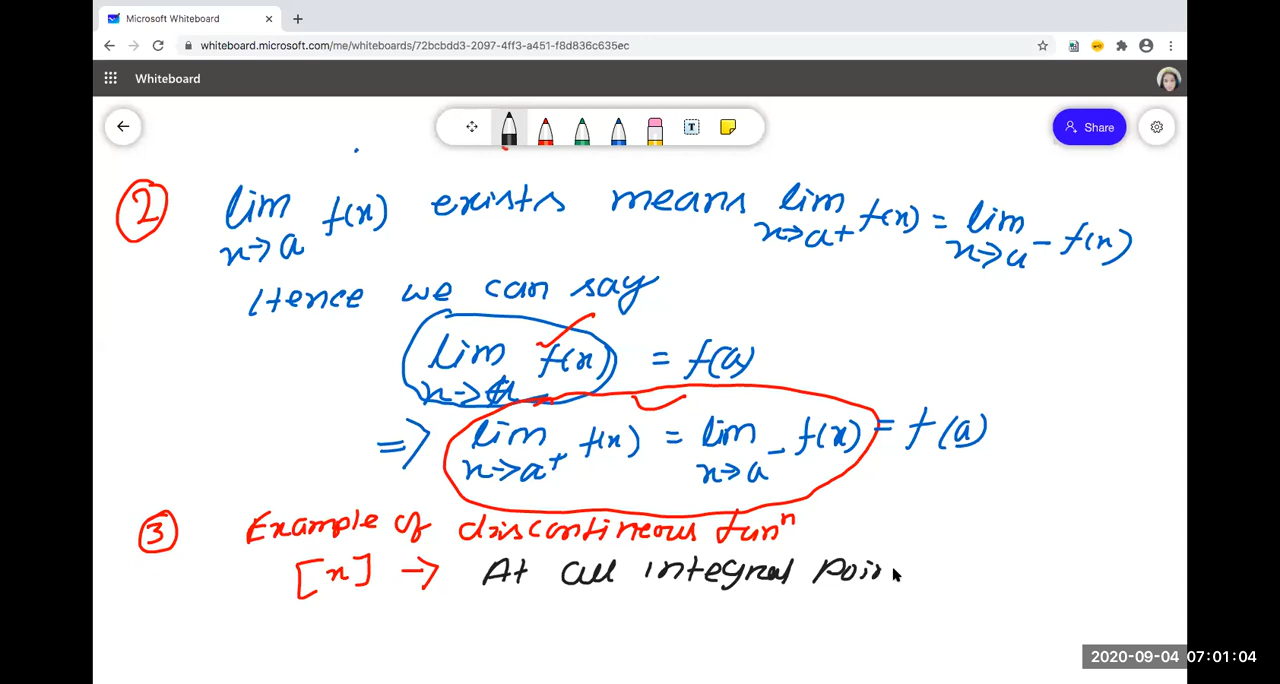 Microsoft Whiteboard
whiteboard.microsoft.com/me/whiteboards/72bcbdd3-2097-4ff3-a451-f8d836c635ec
Whiteboard
T
Share
② lim x→a f(x) exists means lim x→a+ f(x) = lim x→a- f(x)
Hence we can say
lim x→a f(x) = f(a)
=> lim x→a+ f(x) = lim x→a- f(x) = f(a)
③ Example of discontineous funⁿ
[x] → At all integral poin
2020-09-04 07:01:04